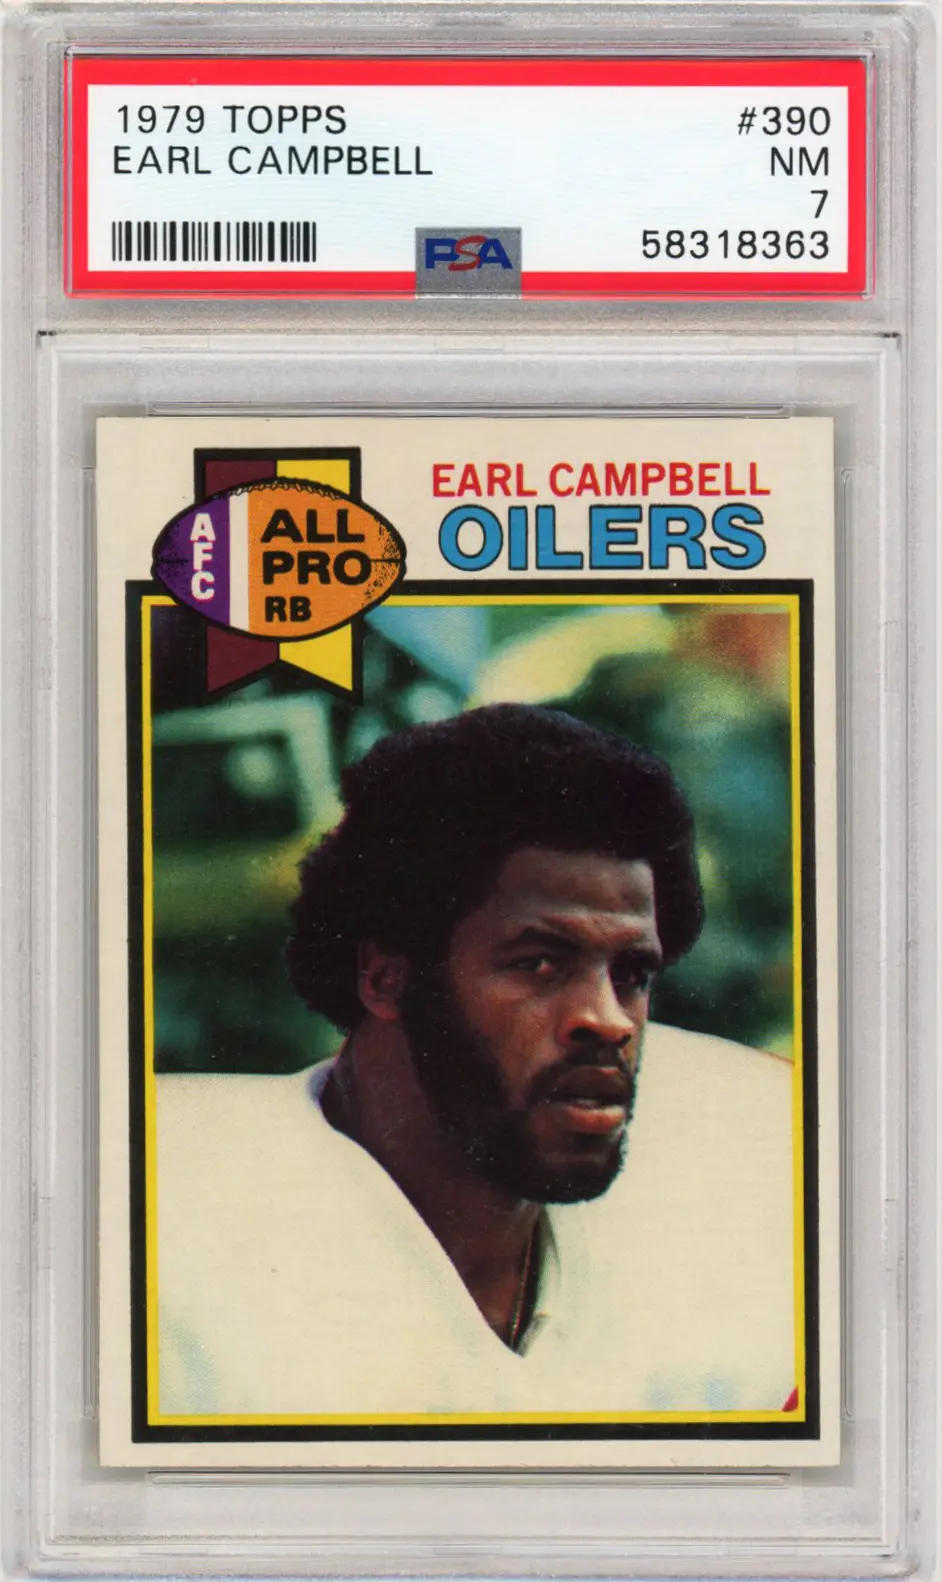 1979 TOPPS #390
EARL CAMPBELL NM
7
PSA 58318363
EARL CAMPBELL
OILERS
AFC
ALL
PRO
RB